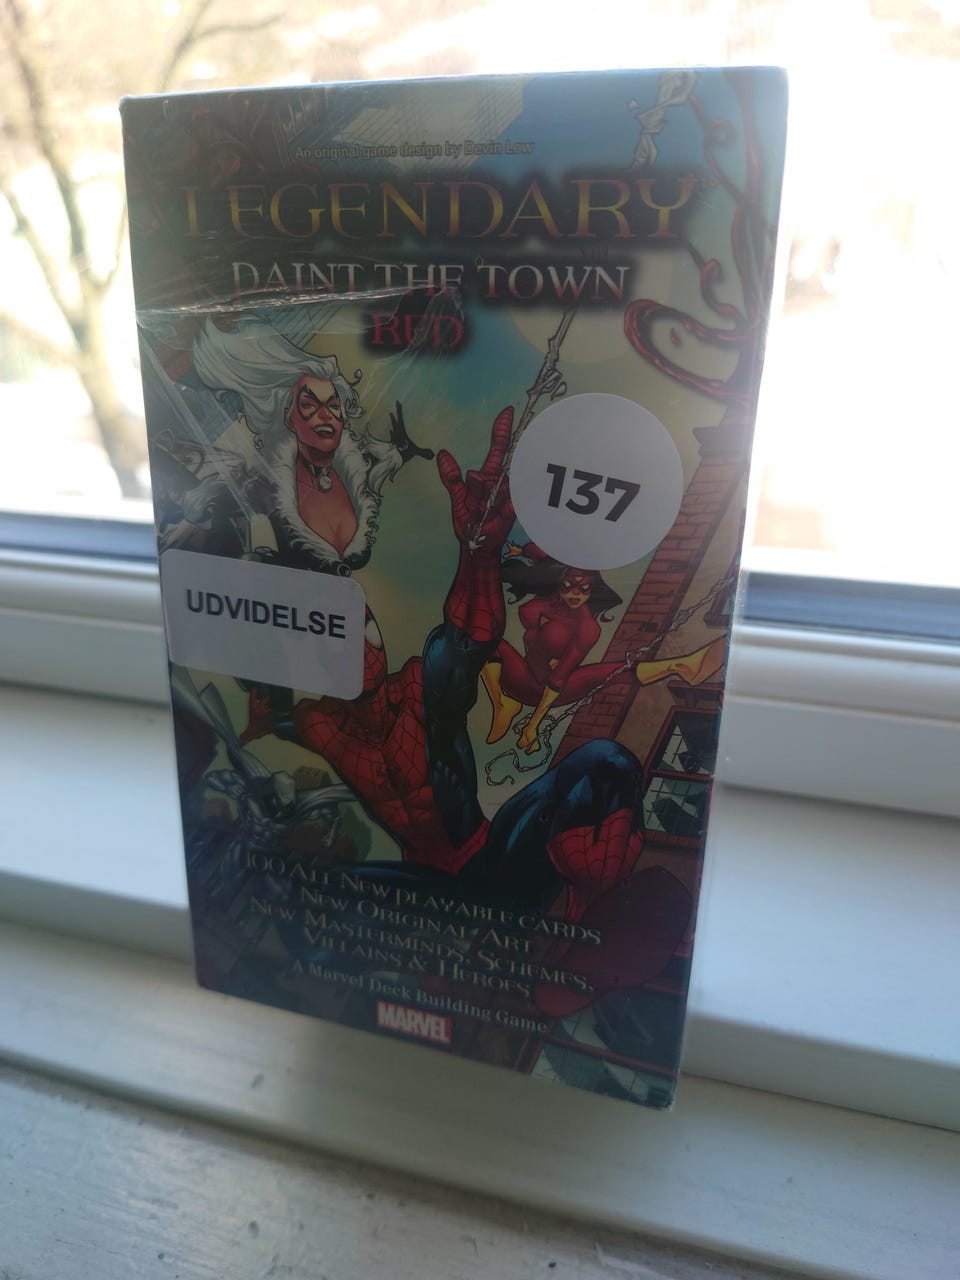 An original game design by Devin Low
LEGENDARY
PAINT THE TOWN
RED
137
UDVIDELSE
100 All New playable cards
New Original Art
New Masterminds, Schemes,
Villains & Heroes
A Marvel Deck Building Game
MARVEL